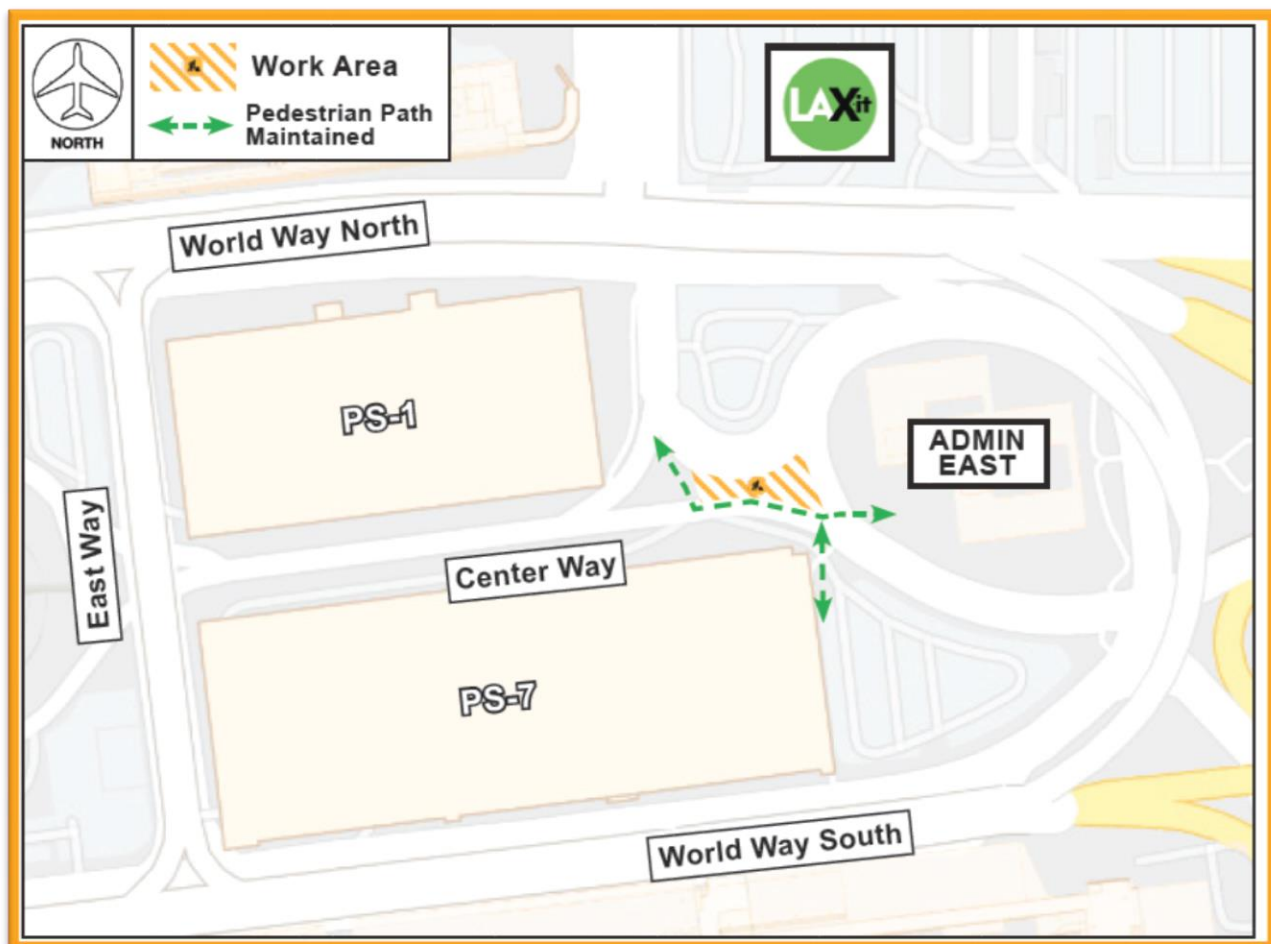 NORTH
Work Area
Pedestrian Path
Maintained
LAXit
World Way North
PS-1
ADMIN
EAST
East Way
Center Way
PS-7
World Way South